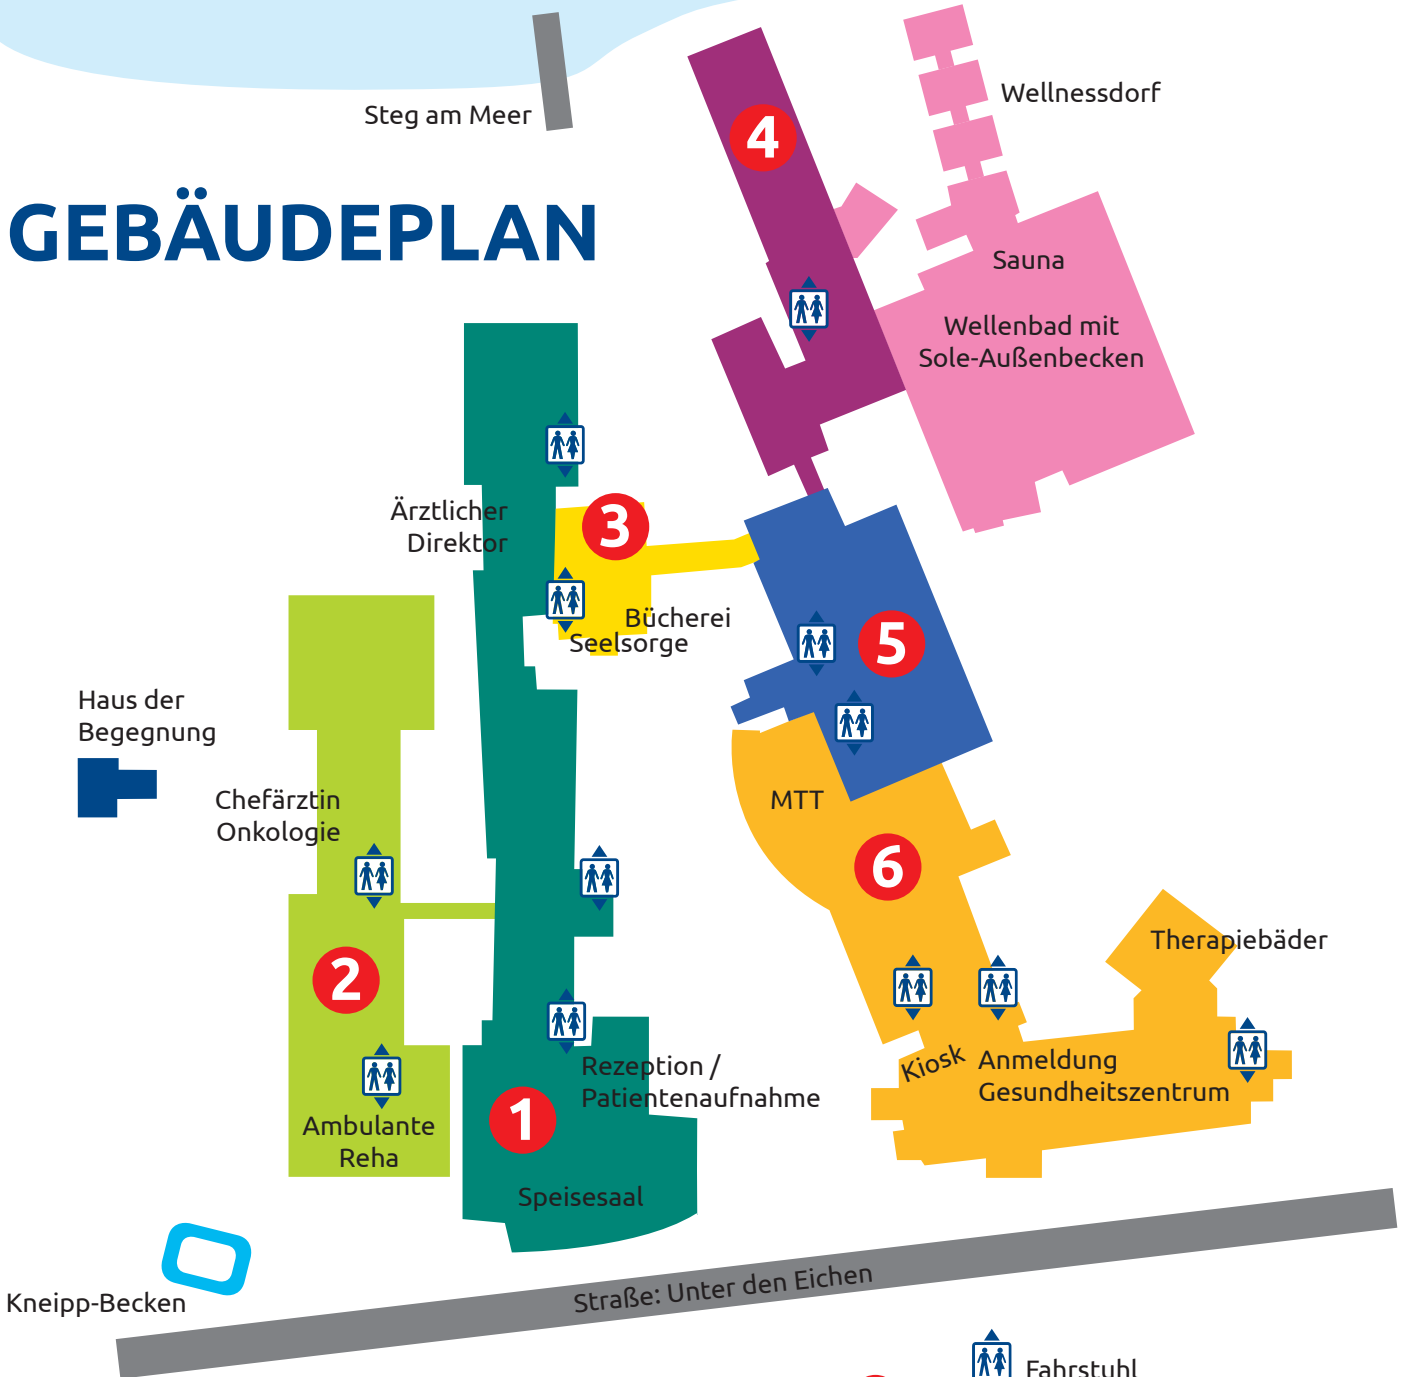 Steg am Meer
GEBÄUDEPLAN
4
Wellnessdorf
Sauna
Wellenbad mit
Sole-Außenbecken
Ärztlicher
Direktor
3
Bücherei
Seelsorge
5
Haus der
Begegnung
Chefärztin
Onkologie
MTT
6
2
Therapiebäder
Rezeption /
Patientenaufnahme
1
Kiosk
Anmeldung
Gesundheitszentrum
Ambulante
Reha
Speisesaal
Kneipp-Becken
Straße: Unter den Eichen
Fahrstuhl